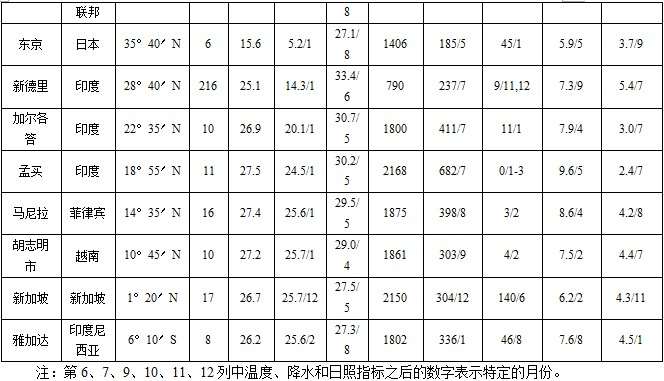 联邦 8
东京 日本 35° 40′ N 6 15.6 5.2/1 27.1/8 1406 185/5 45/1 5.9/5 3.7/9
新德里 印度 28° 40′ N 216 25.1 14.3/1 33.4/6 790 237/7 9/11,12 7.3/9 5.4/7
加尔各答 印度 22° 35′ N 10 26.9 20.1/1 30.7/5 1800 411/7 11/1 7.9/4 3.0/7
孟买 印度 18° 55′ N 11 27.5 24.5/1 30.2/5 2168 682/7 0/1-3 9.6/5 2.4/7
马尼拉 菲律宾 14° 35′ N 16 27.4 25.6/1 29.5/5 1875 398/8 3/2 8.6/4 4.2/8
胡志明市 越南 10° 45′ N 10 27.2 25.7/1 29.0/4 1861 303/9 4/2 7.5/2 4.4/7
新加坡 新加坡 1° 20′ N 17 26.7 25.7/12 27.5/5 2150 304/12 140/6 6.2/2 4.3/11
雅加达 印度尼西亚 6° 10′ S 8 26.2 25.6/2 27.3/8 1802 336/1 46/8 7.6/8 4.5/1
注：第 6、7、9、10、11、12 列中温度、降水和日照指标之后的数字表示特定的月份。